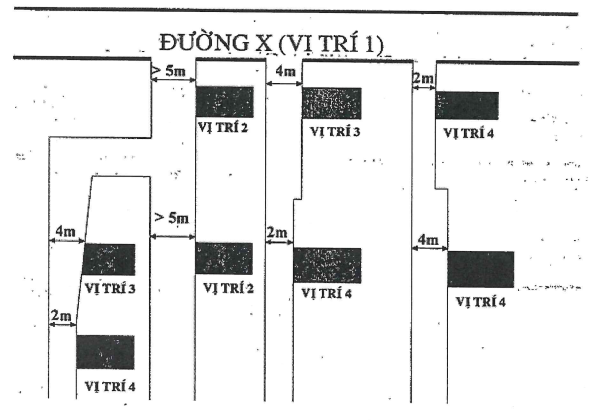 ĐƯỜNG X (VỊ TRÍ 1)
> 5m
4m
2m
VỊ TRÍ 2
VỊ TRÍ 3
VỊ TRÍ 4
> 5m
4m
2m
4m
VỊ TRÍ 3
VỊ TRÍ 2
VỊ TRÍ 4
VỊ TRÍ 4
2m
VỊ TRÍ 4